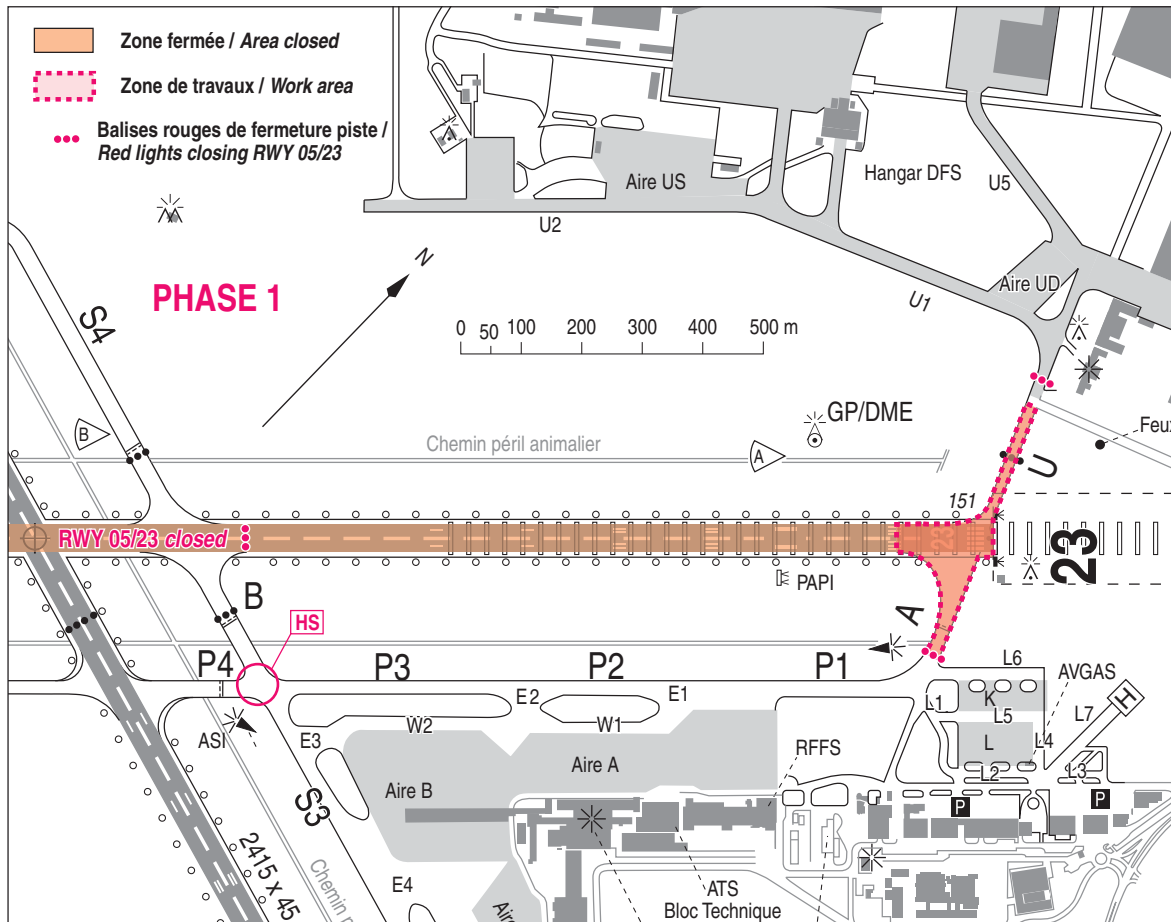 Zone fermée / Area closed
Zone de travaux / Work area
Balises rouges de fermeture piste /
Red lights closing RWY 05/23
PHASE 1
N
0 50 100 200 300 400 500 m
Aire US
U2
Hangar DFS
U5
Aire UD
U1
S4
B
Chemin péril animalier
A
GP/DME
Feux
U
151
RWY 05/23 closed
23
23
PAPI
B
HS
A
P4
P3
P2
P1
L6
AVGAS
ASI
E3
W2
E2
W1
E1
L1
K
L5
L
L4
L7
H
L2
L3
RFFS
Aire B
Aire A
P
P
S3
2415 x 45
Chemin
E4
ATS
Bloc Technique